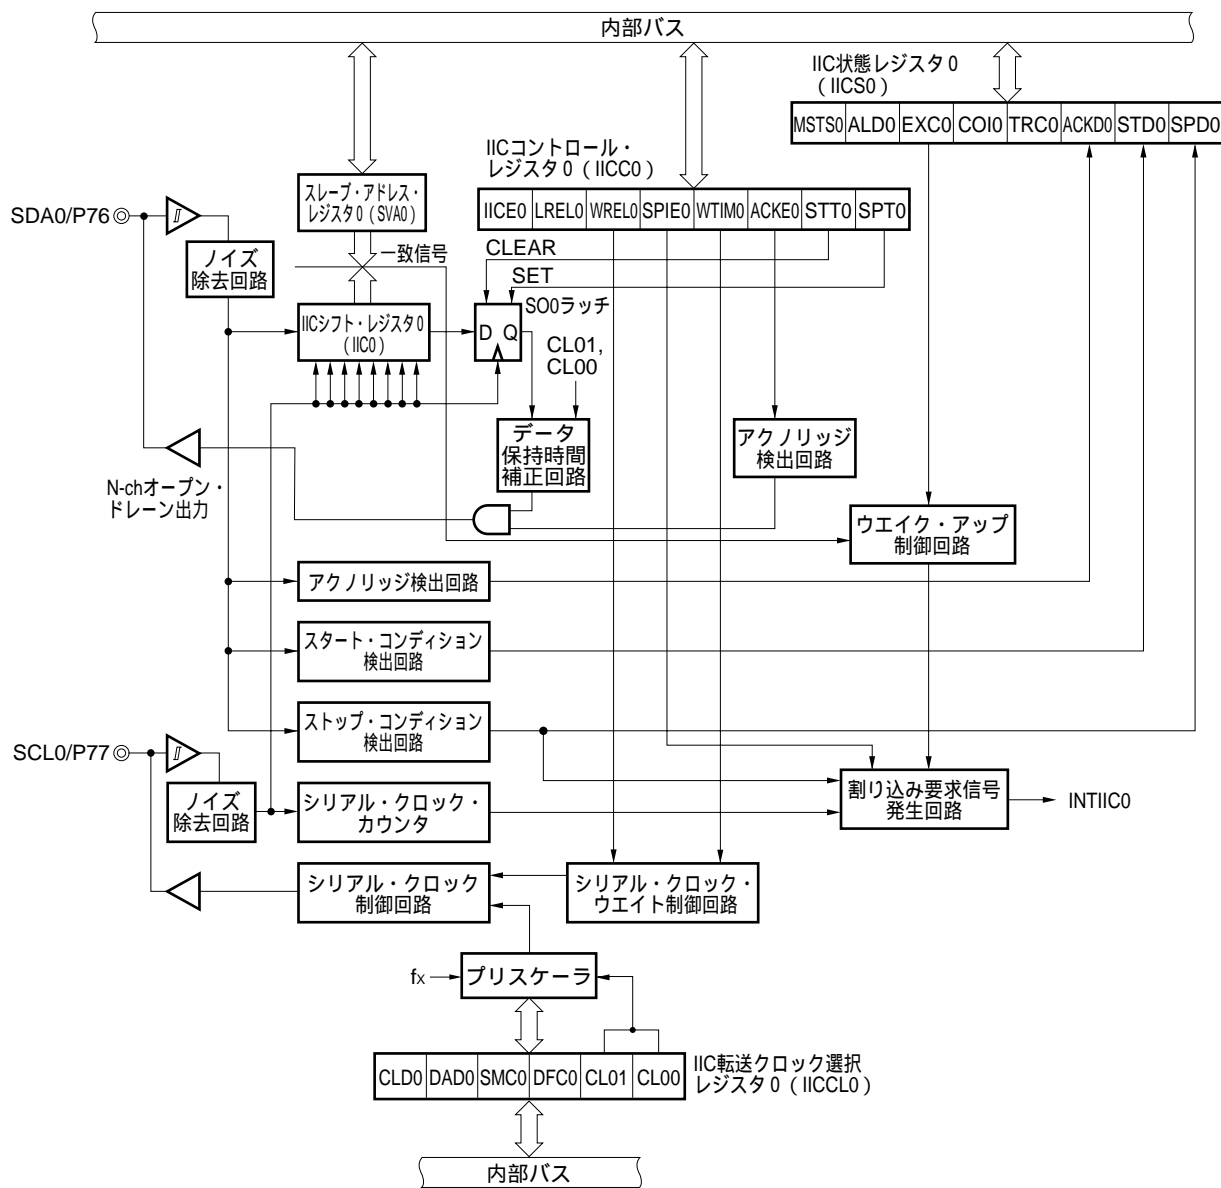 内部バス
IIC状態レジスタ0
(IICS0)
MSTS0 ALD0 EXC0 COI0 TRC0 ACKD0 STD0 SPD0
IICコントロール・
レジスタ0(IICC0)
スレーブ・アドレス・
レジスタ0(SVA0)
IICE0 LREL0 WREL0 SPIE0 WTIM0 ACKE0 STT0 SPT0
SDA0/P76
ノイズ
除去回路
一致信号
CLEAR
SET
SO0ラッチ
IICシフト・レジスタ0
(IIC0)
D Q
CL01,
CL00
データ
保持時間
補正回路
アクノリッジ
検出回路
N-chオープン・
ドレーン出力
ウエイク・アップ
制御回路
アクノリッジ検出回路
スタート・コンディション
検出回路
ストップ・コンディション
検出回路
SCL0/P77
ノイズ
除去回路
シリアル・クロック・
カウンタ
割り込み要求信号
発生回路
INTIIC0
シリアル・クロック
制御回路
シリアル・クロック・
ウエイト制御回路
fx
プリスケーラ
CLD0 DAD0 SMC0 DFC0 CL01 CL00
IIC転送クロック選択
レジスタ0(IICCL0)
内部バス